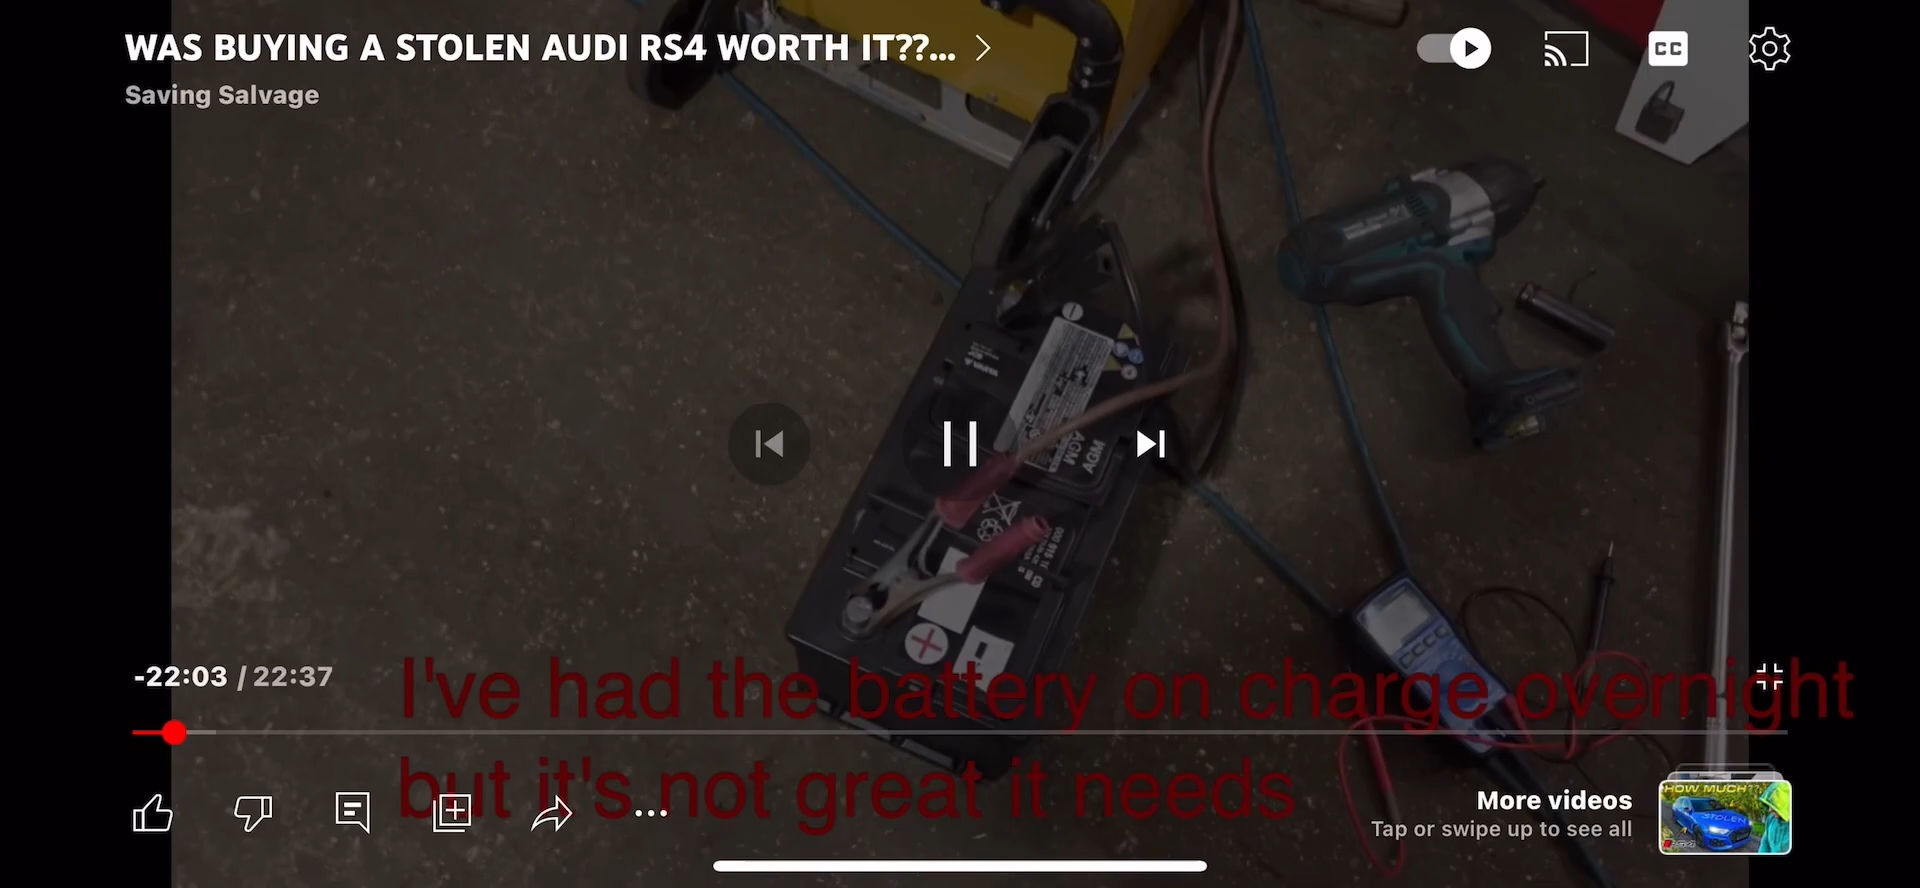 WAS BUYING A STOLEN AUDI RS4 WORTH IT??...
Saving Salvage
CC
AGM
AGM
-22:03 / 22:37
I've had the battery on charge overnight
but it's not great it needs
More videos
Tap or swipe up to see all
HOW MUCH??
STOLEN